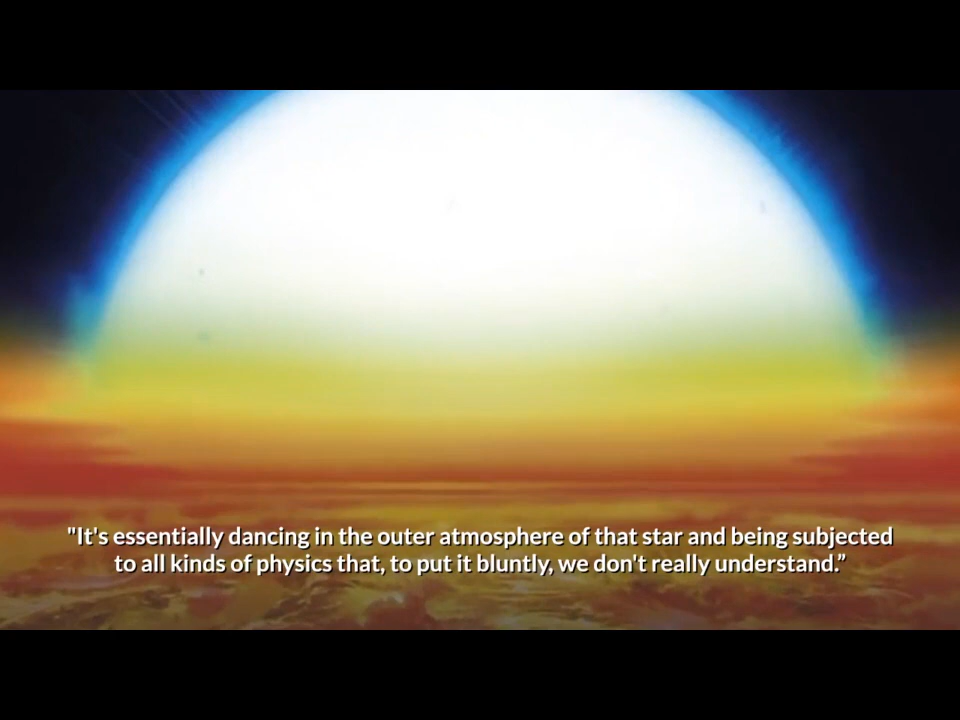 "It's essentially dancing in the outer atmosphere of that star and being subjected
to all kinds of physics that, to put it bluntly, we don't really understand.”